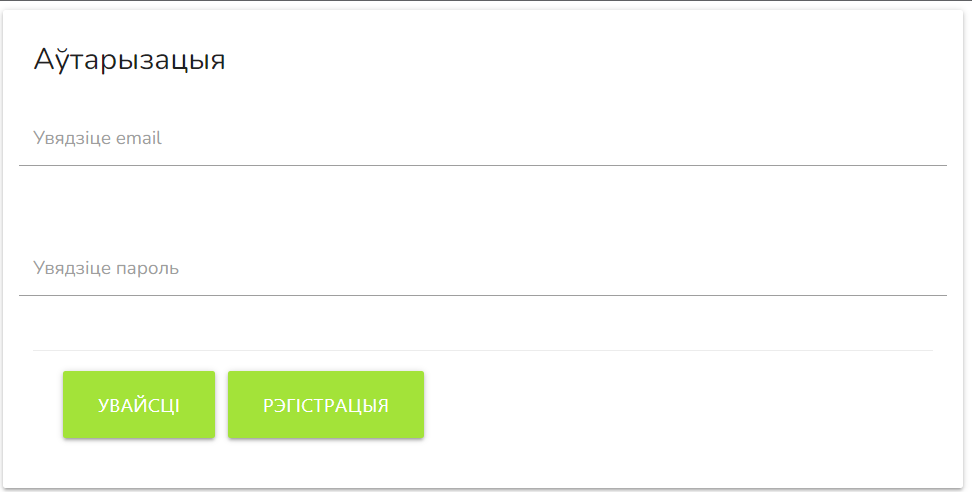 Аўтарызацыя
Увядзіце email
Увядзіце пароль
УВАЙСЦІ РЭГІСТРАЦЫЯ